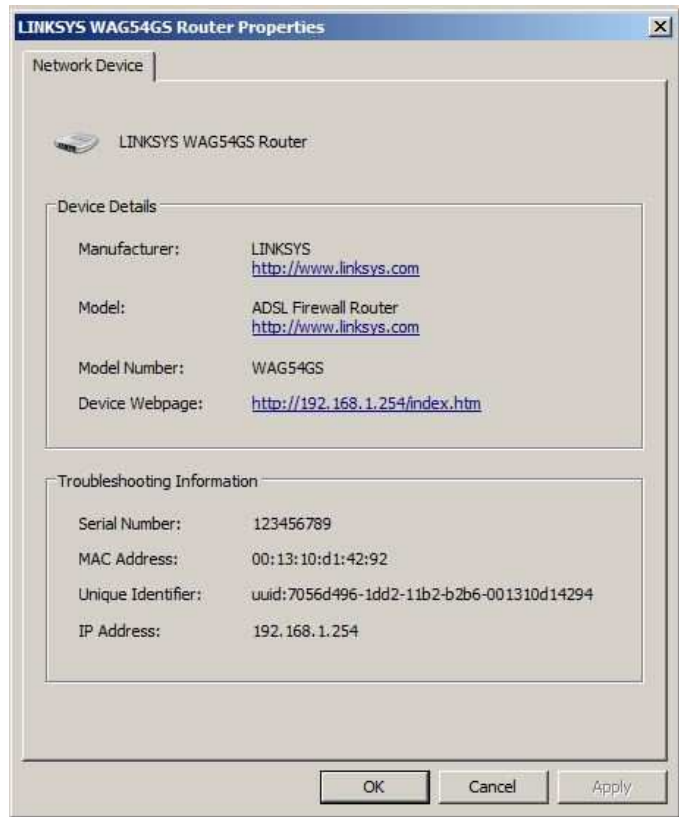 LINKSYS WAG54GS Router Properties
Network Device
LINKSYS WAG54GS Router
Device Details
Manufacturer: LINKSYS
http://www.linksys.com
Model: ADSL Firewall Router
http://www.linksys.com
Model Number: WAG54GS
Device Webpage: http://192.168.1.254/index.htm
Troubleshooting Information
Serial Number: 123456789
MAC Address: 00:13:10:d1:42:92
Unique Identifier: uuid:7056d496-1dd2-11b2-b2b6-001310d14294
IP Address: 192.168.1.254
OK Cancel Apply